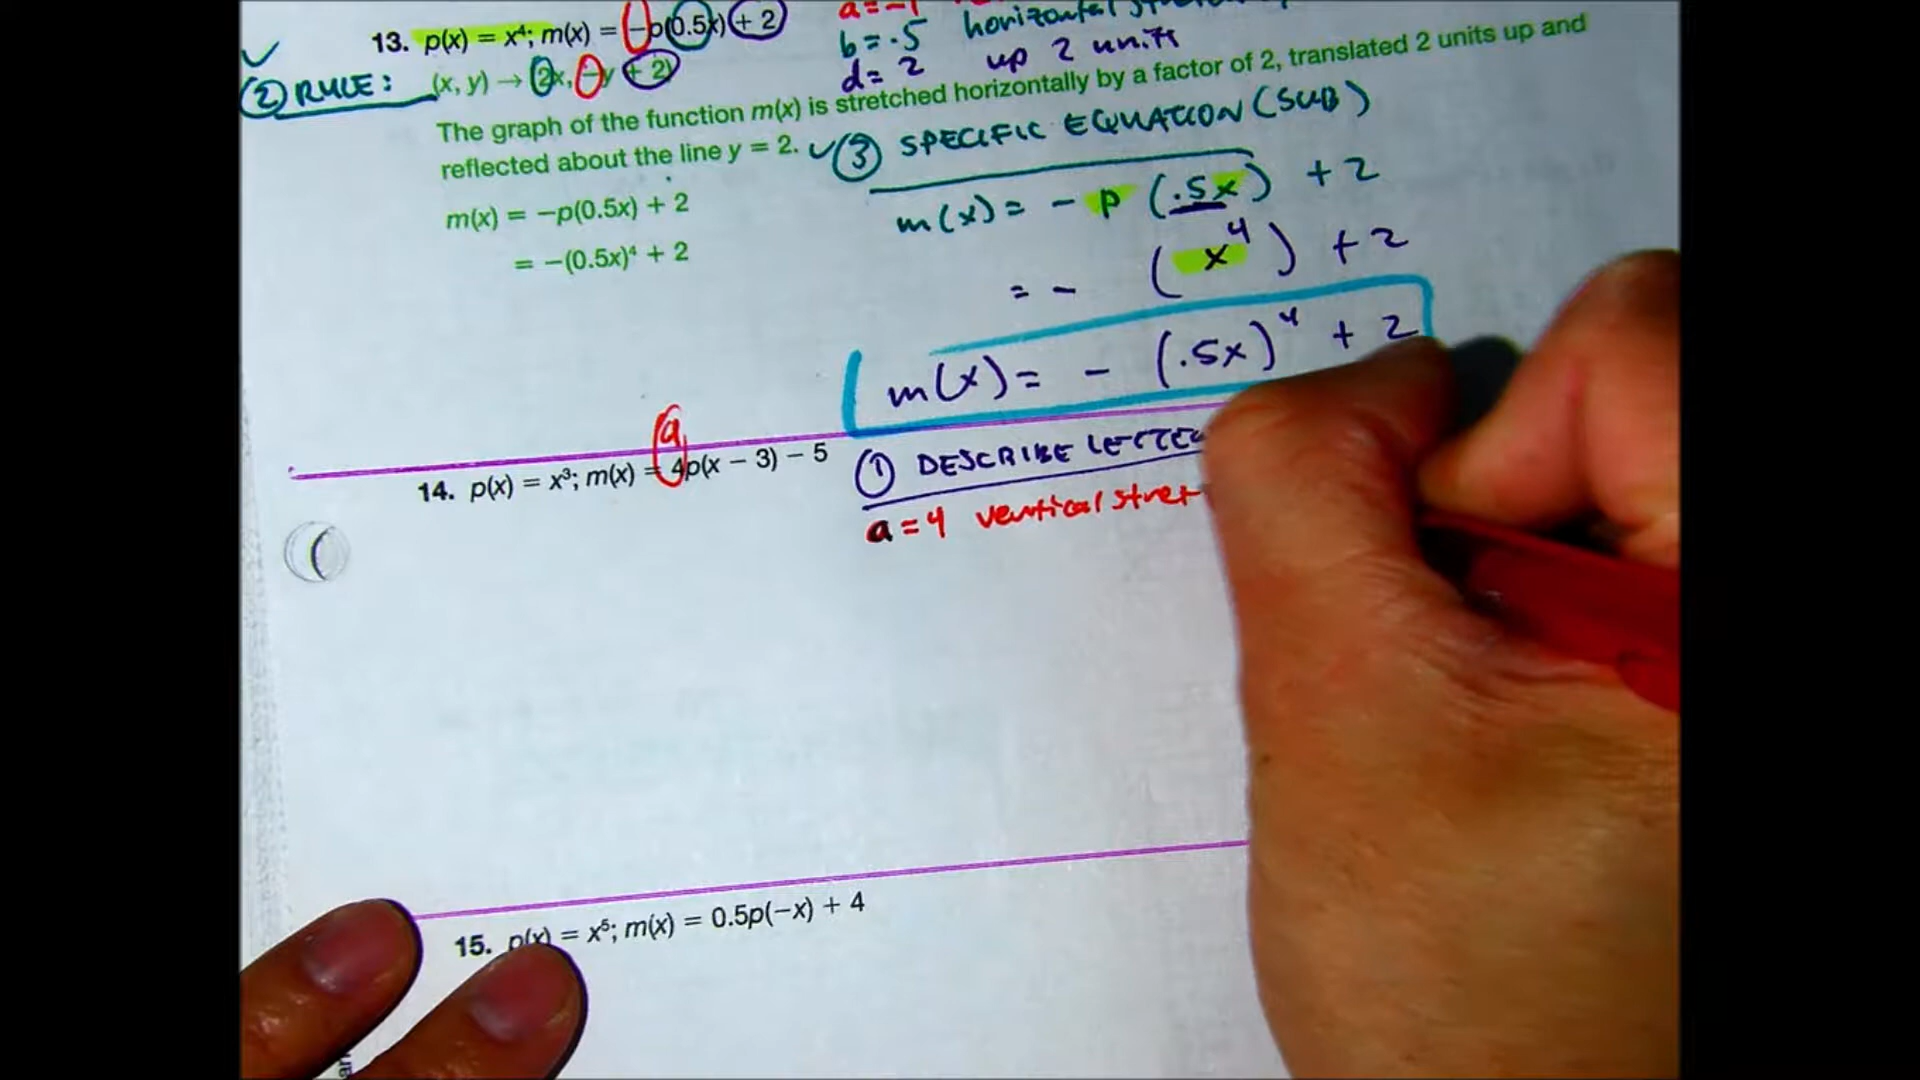 13. p(x) = x⁴; m(x) = −p(0.5x) + 2
a = -1
b = .5 horizontal
d = 2 up 2 units
② RULE: (x, y) → (2x, −y + 2)
The graph of the function m(x) is stretched horizontally by a factor of 2, translated 2 units up and
reflected about the line y = 2.
m(x) = −p(0.5x) + 2
= −(0.5x)⁴ + 2
③ SPECIFIC EQUATION (SUB)
m(x) = - p (.5x) + 2
= - (x⁴) + 2
m(x) = - (.5x)⁴ + 2
a
14. p(x) = x³; m(x) = 4p(x − 3) − 5
① DESCRIBE LETTE
a = 4 vertical stret
15. p(x) = x⁵; m(x) = 0.5p(−x) + 4